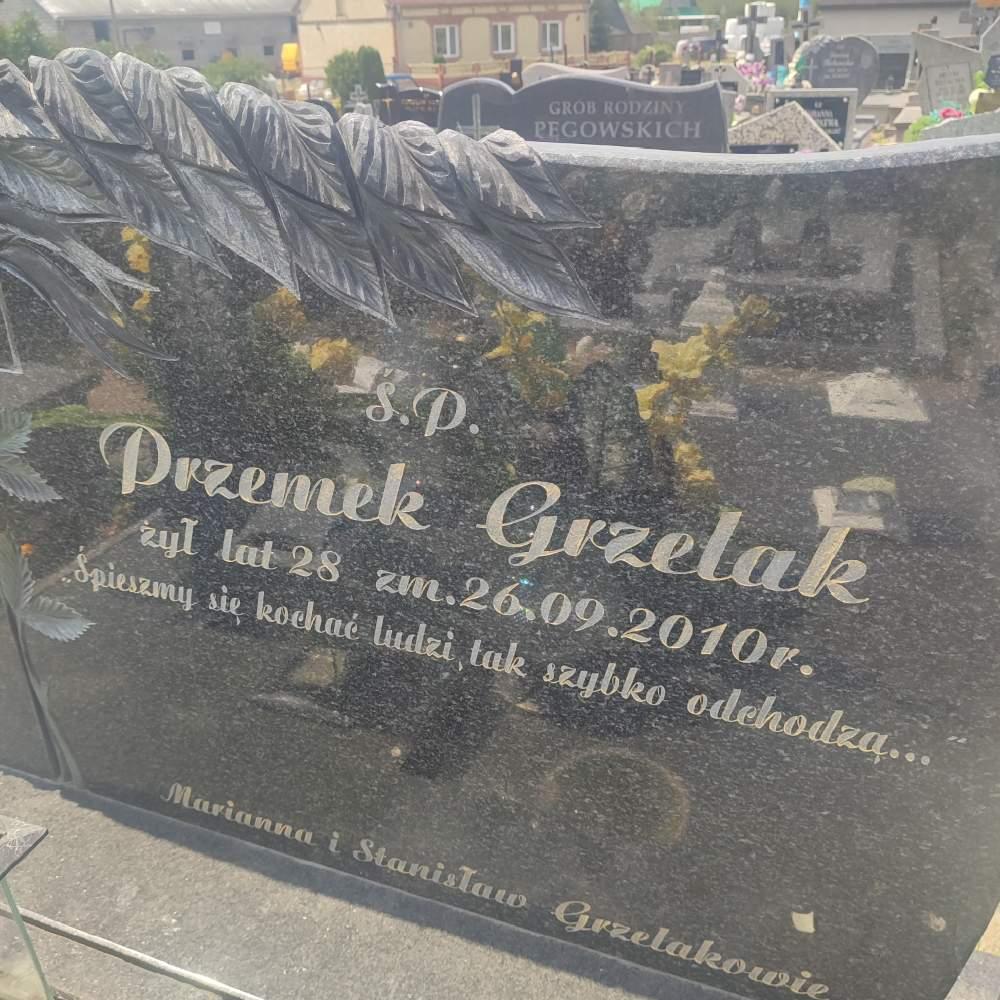 GRÓB RODZINY
PĘGOWSKICH
Ś.P.
Przemek Grzelak
żył lat 28 zm. 26.09.2010r.
„Śpieszmy się kochać ludzi, tak szybko odchodzą..."
Marianna i Stanisław Grzelakowie